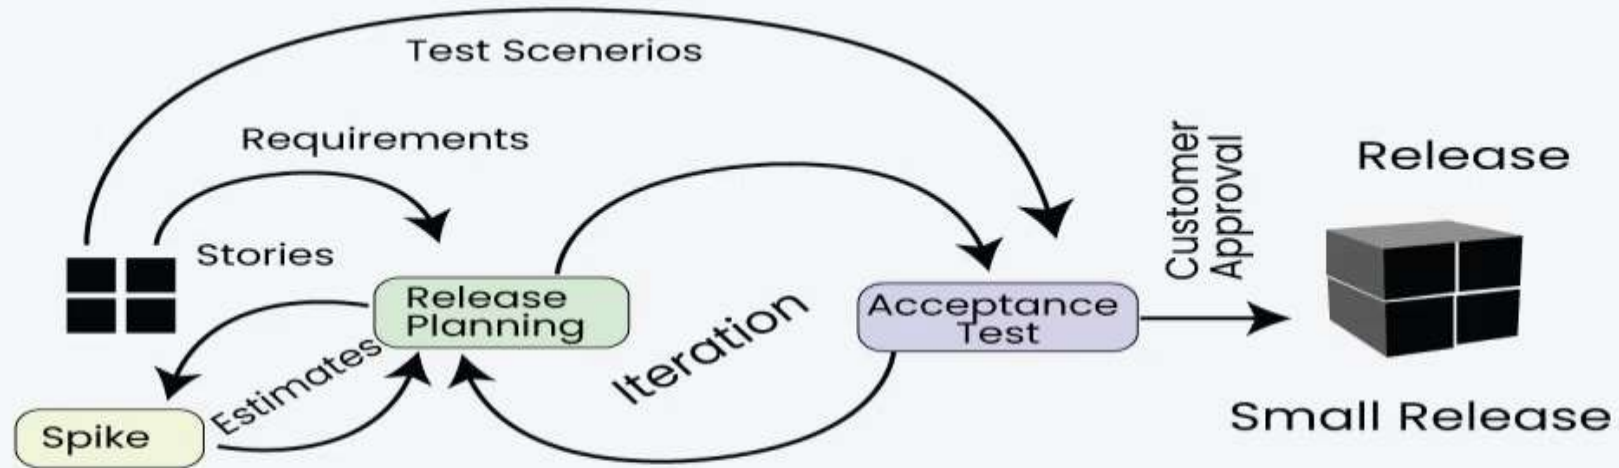 Test Scenerios
Requirements
Customer
Approval
Release
Stories
Release
Planning
Acceptance
Test
Iteration
Estimates
Spike
Small Release